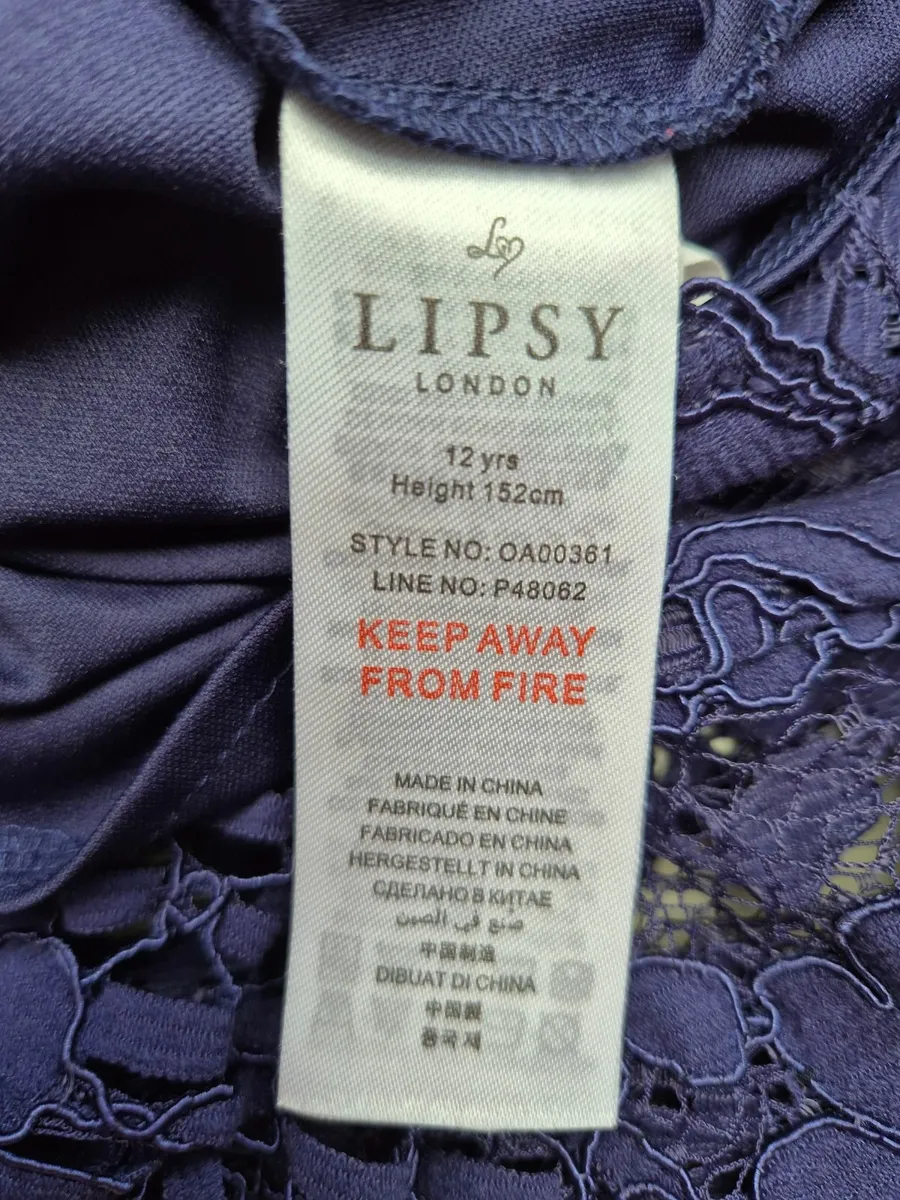 LIPSY
LONDON
12 yrs
Height 152cm
STYLE NO: OA00361
LINE NO: P48062
KEEP AWAY
FROM FIRE
MADE IN CHINA
FABRIQUÉ EN CHINE
FABRICADO EN CHINA
HERGESTELLT IN CHINA
СДЕЛАНО В КИТАЕ
صنع في الصين
中国制造
DIBUAT DI CHINA
中國製
중국 제